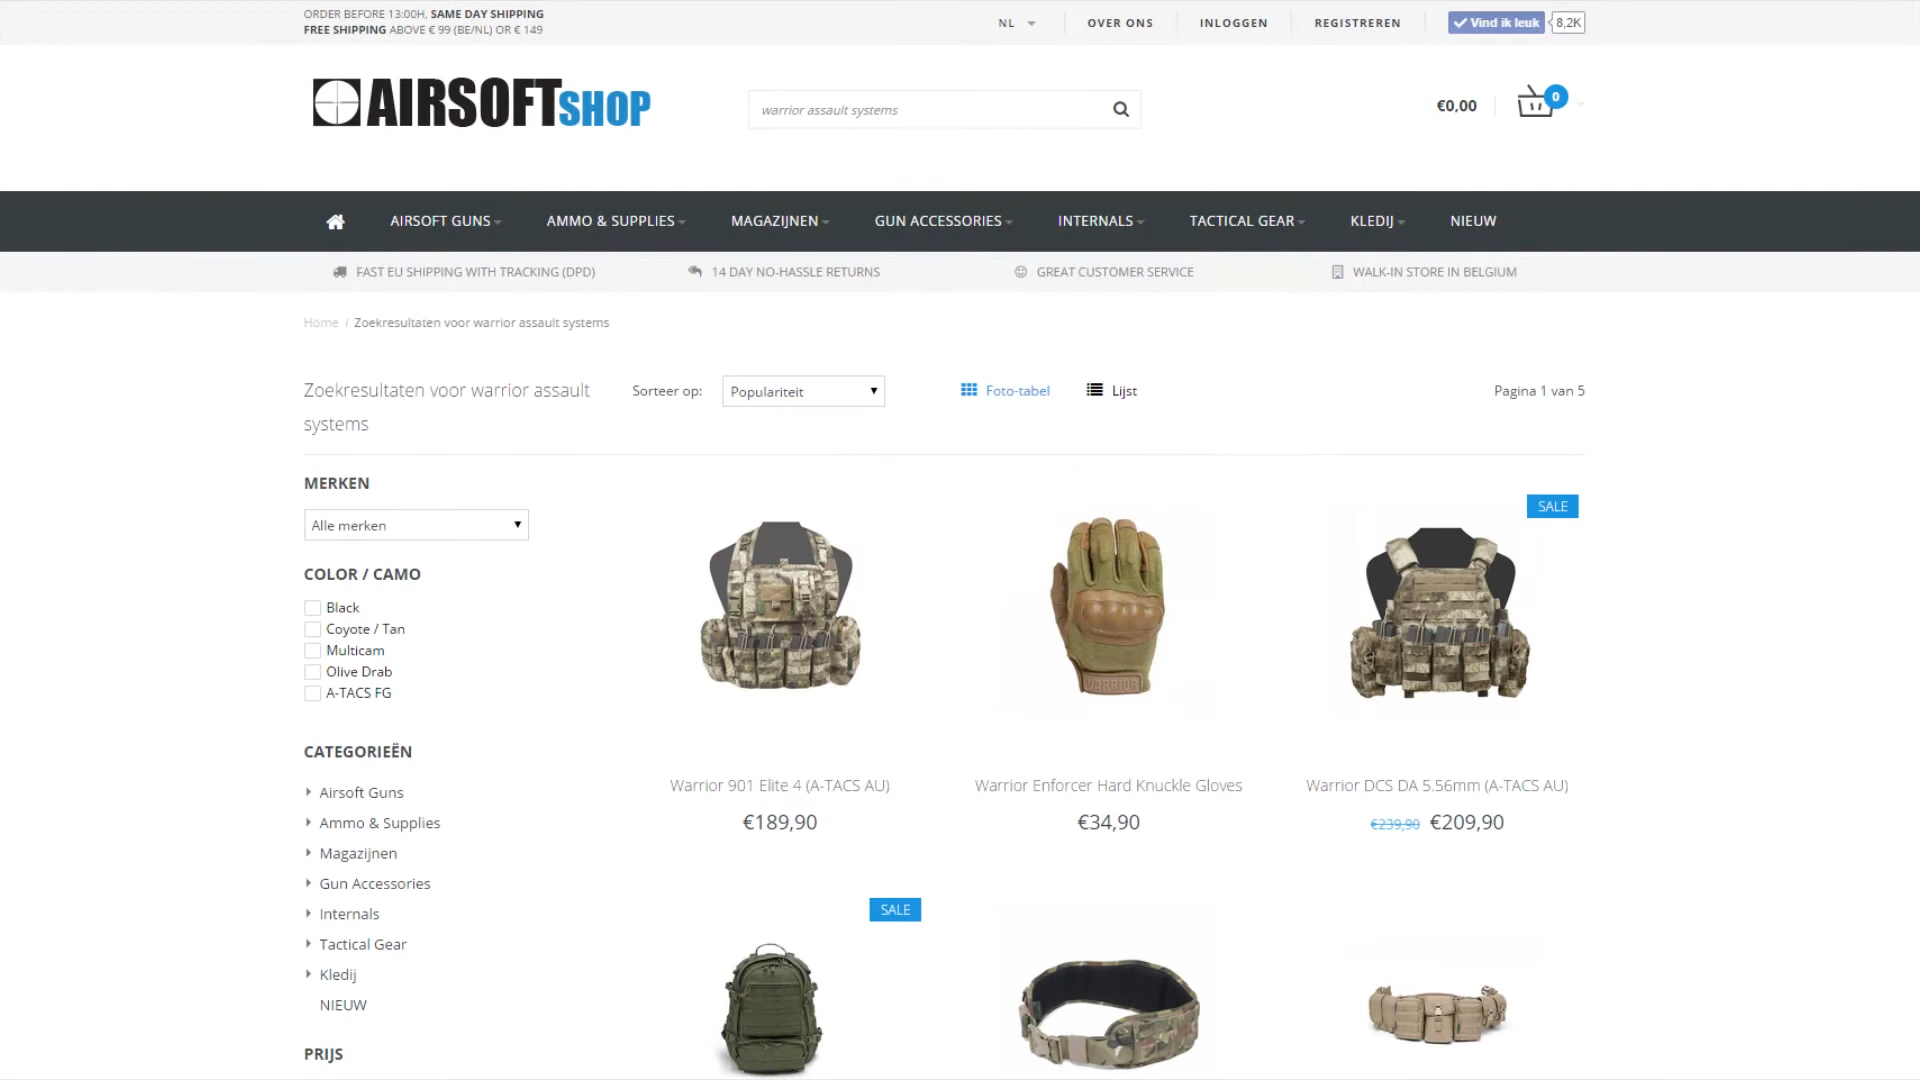 ORDER BEFORE 13:00H, SAME DAY SHIPPING
FREE SHIPPING ABOVE € 99 (BE/NL) OR € 149
NL
OVER ONS
INLOGGEN
REGISTREREN
Vind ik leuk
8,2K
AIRSOFTSHOP
warrior assault systems
€0,00
0
AIRSOFT GUNS
AMMO & SUPPLIES
MAGAZIJNEN
GUN ACCESSORIES
INTERNALS
TACTICAL GEAR
KLEDIJ
NIEUW
FAST EU SHIPPING WITH TRACKING (DPD)
14 DAY NO-HASSLE RETURNS
GREAT CUSTOMER SERVICE
WALK-IN STORE IN BELGIUM
Home / Zoekresultaten voor warrior assault systems
Zoekresultaten voor warrior assault
systems
Sorteer op:
Populariteit
Foto-tabel
Lijst
Pagina 1 van 5
MERKEN
Alle merken
COLOR / CAMO
Black
Coyote / Tan
Multicam
Olive Drab
A-TACS FG
CATEGORIEËN
Airsoft Guns
Ammo & Supplies
Magazijnen
Gun Accessories
Internals
Tactical Gear
Kledij
NIEUW
PRIJS
WARRIOR
SALE
Warrior 901 Elite 4 (A-TACS AU)
€189,90
Warrior Enforcer Hard Knuckle Gloves
€34,90
Warrior DCS DA 5.56mm (A-TACS AU)
€239,90 €209,90
SALE